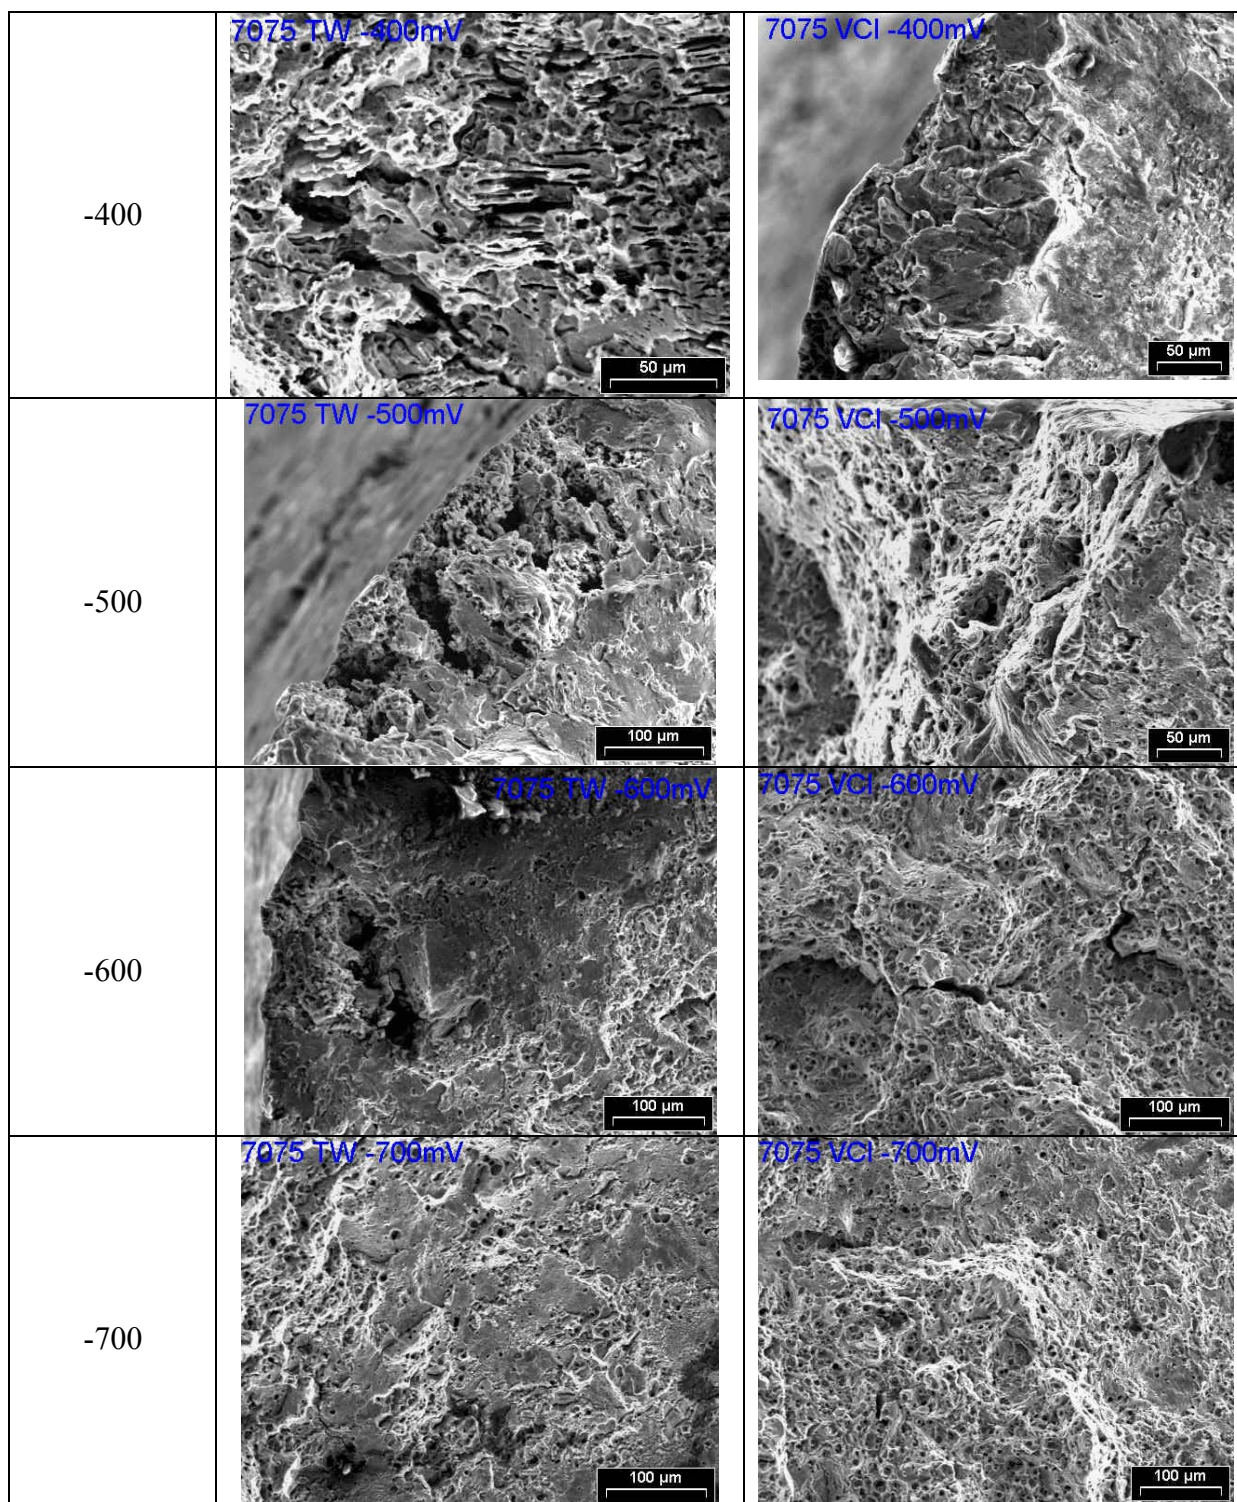 -400
7075 TW -400mV
50 µm
7075 VCI -400mV
50 µm
-500
7075 TW -500mV
100 µm
7075 VCI -500mV
50 µm
-600
7075 TW -600mV
100 µm
7075 VCI -600mV
100 µm
-700
7075 TW -700mV
100 µm
7075 VCI -700mV
100 µm